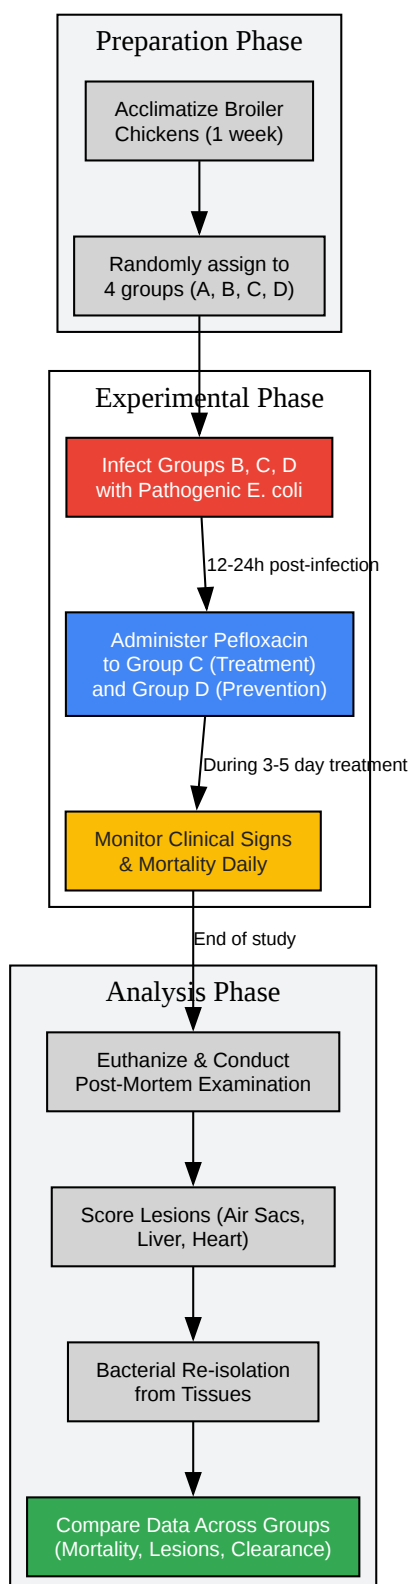 Preparation Phase
Acclimatize Broiler
Chickens (1 week)
Randomly assign to
4 groups (A, B, C, D)
Experimental Phase
Infect Groups B, C, D
with Pathogenic E. coli
12-24h post-infection
Administer Pefloxacin
to Group C (Treatment)
and Group D (Prevention)
During 3-5 day treatment
Monitor Clinical Signs
& Mortality Daily
End of study
Analysis Phase
Euthanize & Conduct
Post-Mortem Examination
Score Lesions (Air Sacs,
Liver, Heart)
Bacterial Re-isolation
from Tissues
Compare Data Across Groups
(Mortality, Lesions, Clearance)